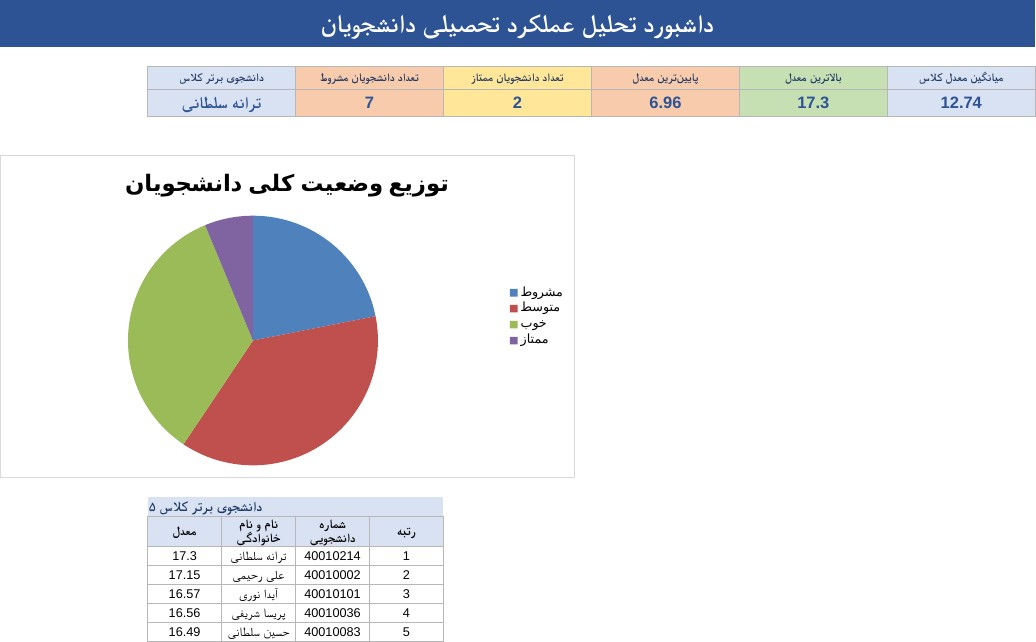 داشبورد تحلیل عملکرد تحصیلی دانشجویان
میانگین معدل کلاس	بالاترین معدل	پایین‌ترین معدل	تعداد دانشجویان ممتاز	تعداد دانشجویان مشروط	دانشجوی برتر کلاس
12.74	17.3	6.96	2	7	ترانه سلطانی
توزیع وضعیت کلی دانشجویان
مشروط
متوسط
خوب
ممتاز
دانشجوی برتر کلاس ۵
رتبه	شماره دانشجویی	نام و نام خانوادگی	معدل
1	40010214	ترانه سلطانی	17.3
2	40010002	علی رحیمی	17.15
3	40010101	آیدا نوری	16.57
4	40010036	پریسا شریفی	16.56
5	40010083	حسین سلطانی	16.49